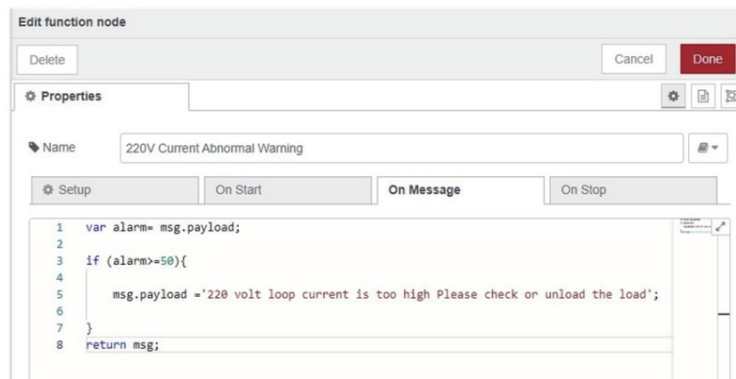 Edit function node
Delete Cancel Done
Properties
Name 220V Current Abnormal Warning
Setup On Start On Message On Stop
1 var alarm= msg.payload;
2
3 if (alarm>=50){
4
5 msg.payload ='220 volt loop current is too high Please check or unload the load';
6
7 }
8 return msg;